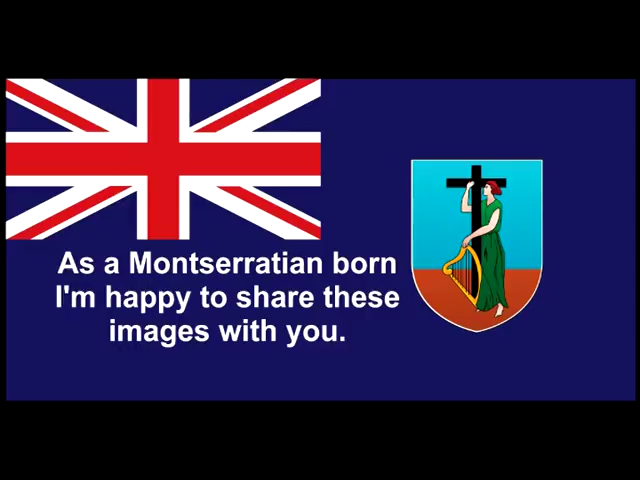 As a Montserratian born
I'm happy to share these
images with you.